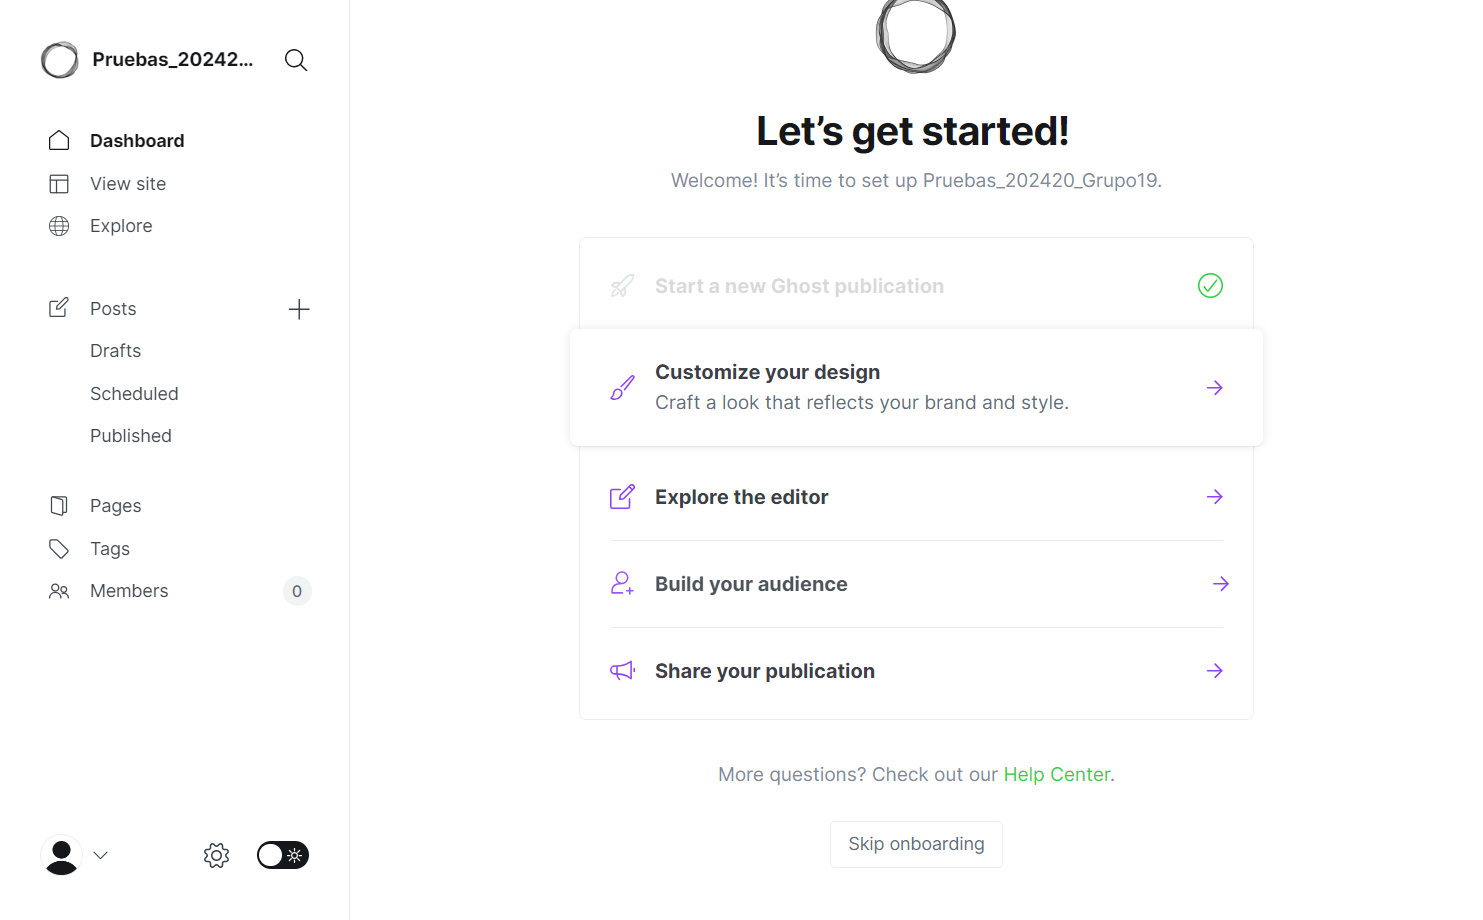 Pruebas_20242...
Dashboard
View site
Explore
Posts
Drafts
Scheduled
Published
Pages
Tags
Members
0
Let’s get started!
Welcome! It’s time to set up Pruebas_202420_Grupo19.
Start a new Ghost publication
Customize your design
Craft a look that reflects your brand and style.
Explore the editor
Build your audience
Share your publication
More questions? Check out our Help Center.
Skip onboarding